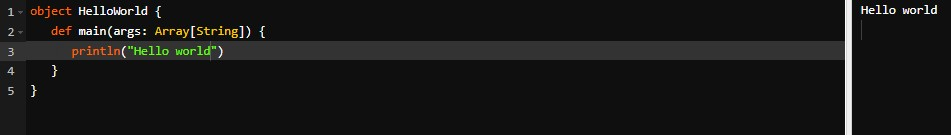 1 object HelloWorld {
2    def main(args: Array[String]) {
3       println("Hello world")
4    }
5 }
Hello world